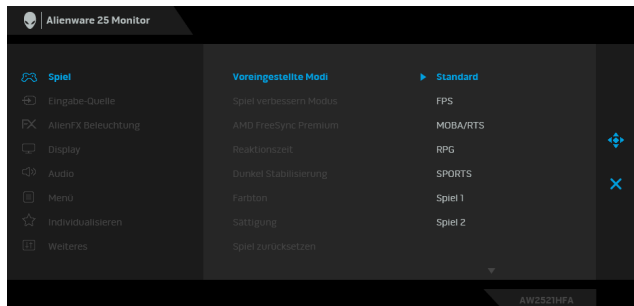 Alienware 25 Monitor
Spiel
Voreingestellte Modi
Standard
Eingabe-Quelle
Spiel verbessern Modus
FPS
AlienFX Beleuchtung
AMD FreeSync Premium
MOBA/RTS
Display
Reaktionszeit
RPG
Audio
Dunkel Stabilisierung
SPORTS
Menü
Farbton
Spiel 1
Individualisieren
Sättigung
Spiel 2
Weiteres
Spiel zurücksetzen
AW2521HFA